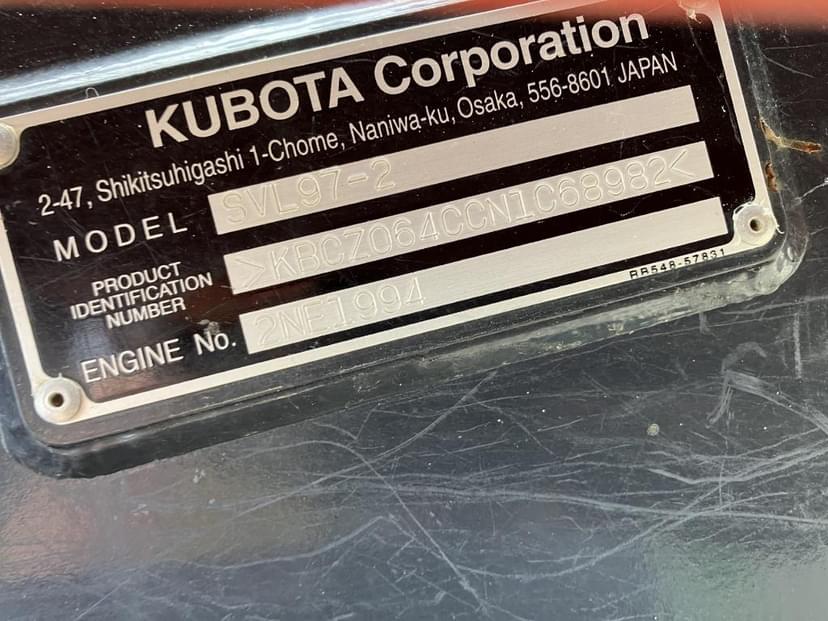 KUBOTA Corporation
2-47, Shikitsuhigashi 1-Chome, Naniwa-ku, Osaka, 556-8601 JAPAN
MODEL SVL97-2
PRODUCT
IDENTIFICATION
NUMBER
>KBCZ064CCN1C68982<
ENGINE No. 2NE1994
RB548-57831